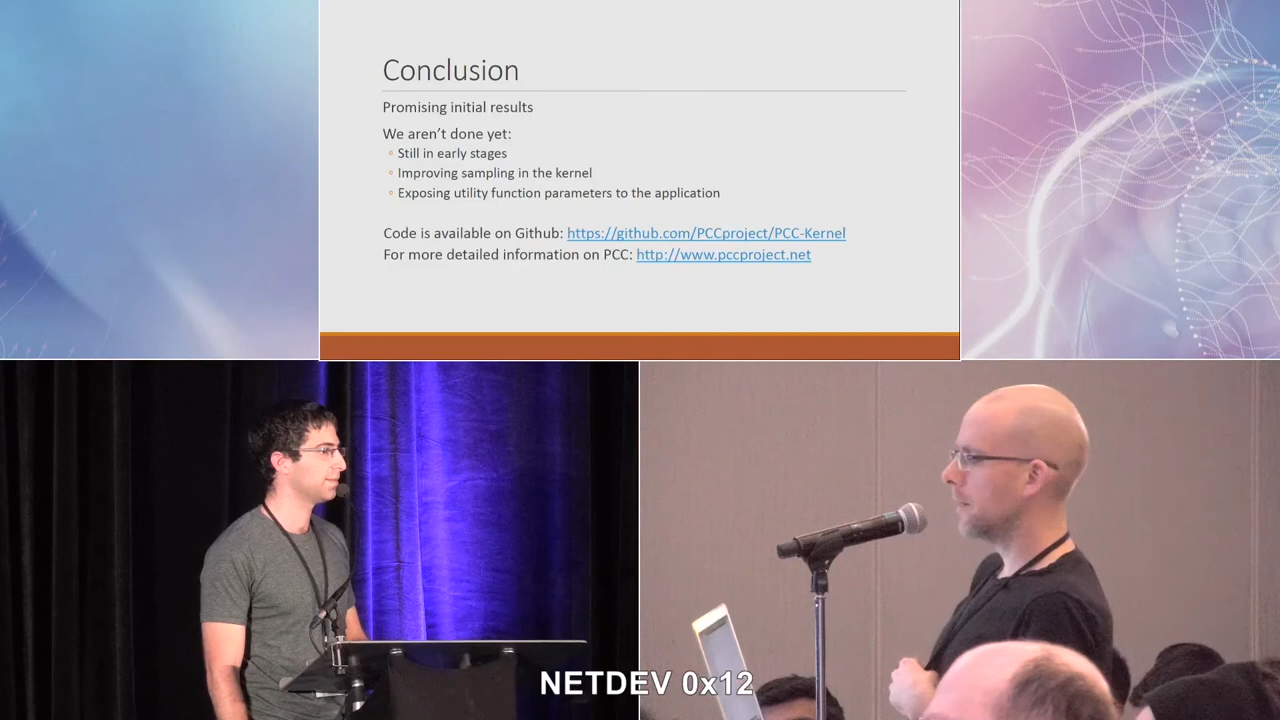 Conclusion
Promising initial results
We aren't done yet:
◦ Still in early stages
◦ Improving sampling in the kernel
◦ Exposing utility function parameters to the application
Code is available on Github: https://github.com/PCCproject/PCC-Kernel
For more detailed information on PCC: http://www.pccproject.net
NETDEV 0x12